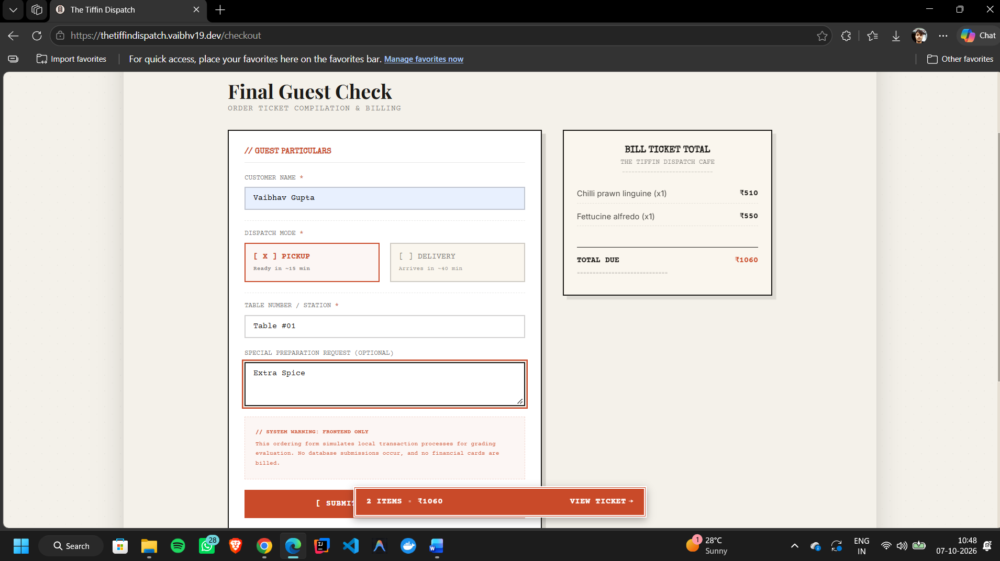 The Tiffin Dispatch
https://thetiffindispatch.vaibhv19.dev/checkout
Chat
Import favorites
For quick access, place your favorites here on the favorites bar. Manage favorites now
Other favorites
Final Guest Check
ORDER TICKET COMPILATION & BILLING
// GUEST PARTICULARS
CUSTOMER NAME *
Vaibhav Gupta
DISPATCH MODE *
[ X ] PICKUP
Ready in ~15 min
[ ] DELIVERY
Arrives in ~40 min
TABLE NUMBER / STATION *
Table #01
SPECIAL PREPARATION REQUEST (OPTIONAL)
Extra Spice
// SYSTEM WARNING: FRONTEND ONLY
This ordering form simulates local transaction processes for grading
evaluation. No database submissions occur, and no financial cards are
billed.
[ SUBMIT
2 ITEMS • ₹1060
VIEW TICKET →
BILL TICKET TOTAL
THE TIFFIN DISPATCH CAFE
-----------------------------
Chilli prawn linguine (x1) ₹510
Fettucine alfredo (x1) ₹550
TOTAL DUE ₹1060
=============================
Search
28
1
28°C
Sunny
ENG
IN
10:48
07-10-2026